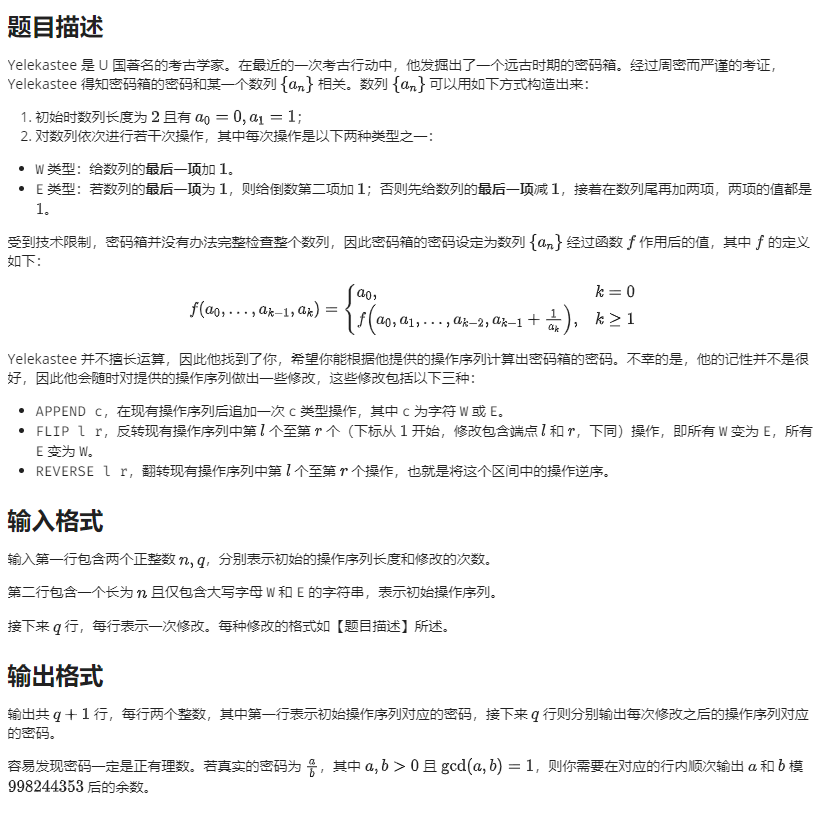 题目描述
Yelekastee 是 U 国著名的考古学家。在最近的一次考古行动中，他发掘出了一个远古时期的密码箱。经过周密而严谨的考证，
Yelekastee 得知密码箱的密码和某一个数列 {aₙ} 相关。数列 {aₙ} 可以用如下方式构造出来：
1. 初始时数列长度为 2 且有 a₀ = 0, a₁ = 1；
2. 对数列依次进行若干次操作，其中每次操作是以下两种类型之一：
• W 类型：给数列的最后一项加 1。
• E 类型：若数列的最后一项为 1，则给倒数第二项加 1；否则先给数列的最后一项减 1，接着在数列尾再加两项，两项的值都是
1。
受到技术限制，密码箱并没有办法完整检查整个数列，因此密码箱的密码设定为数列 {aₙ} 经过函数 f 作用后的值，其中 f 的定义
如下：
f(a₀, …, aₖ₋₁, aₖ) = { a₀, k = 0
f(a₀, a₁, …, aₖ₋₂, aₖ₋₁ + 1/aₖ), k ≥ 1
Yelekastee 并不擅长运算，因此他找到了你，希望你能根据他提供的操作序列计算出密码箱的密码。不幸的是，他的记性并不是很
好，因此他会随时对提供的操作序列做出一些修改，这些修改包括以下三种：
• APPEND c，在现有操作序列后追加一次 c 类型操作，其中 c 为字符 W 或 E。
• FLIP l r，反转现有操作序列中第 l 个至第 r 个（下标从 1 开始，修改包含端点 l 和 r，下同）操作，即所有 W 变为 E，所有
E 变为 W。
• REVERSE l r，翻转现有操作序列中第 l 个至第 r 个操作，也就是将这个区间中的操作逆序。
输入格式
输入第一行包含两个正整数 n, q，分别表示初始的操作序列长度和修改的次数。
第二行包含一个长为 n 且仅包含大写字母 W 和 E 的字符串，表示初始操作序列。
接下来 q 行，每行表示一次修改。每种修改的格式如【题目描述】所述。
输出格式
输出共 q + 1 行，每行两个整数，其中第一行表示初始操作序列对应的密码，接下来 q 行则分别输出每次修改之后的操作序列对应
的密码。
容易发现密码一定是正有理数。若真实的密码为 a/b，其中 a, b > 0 且 gcd(a, b) = 1，则你需要在对应的行内顺次输出 a 和 b 模
998244353 后的余数。